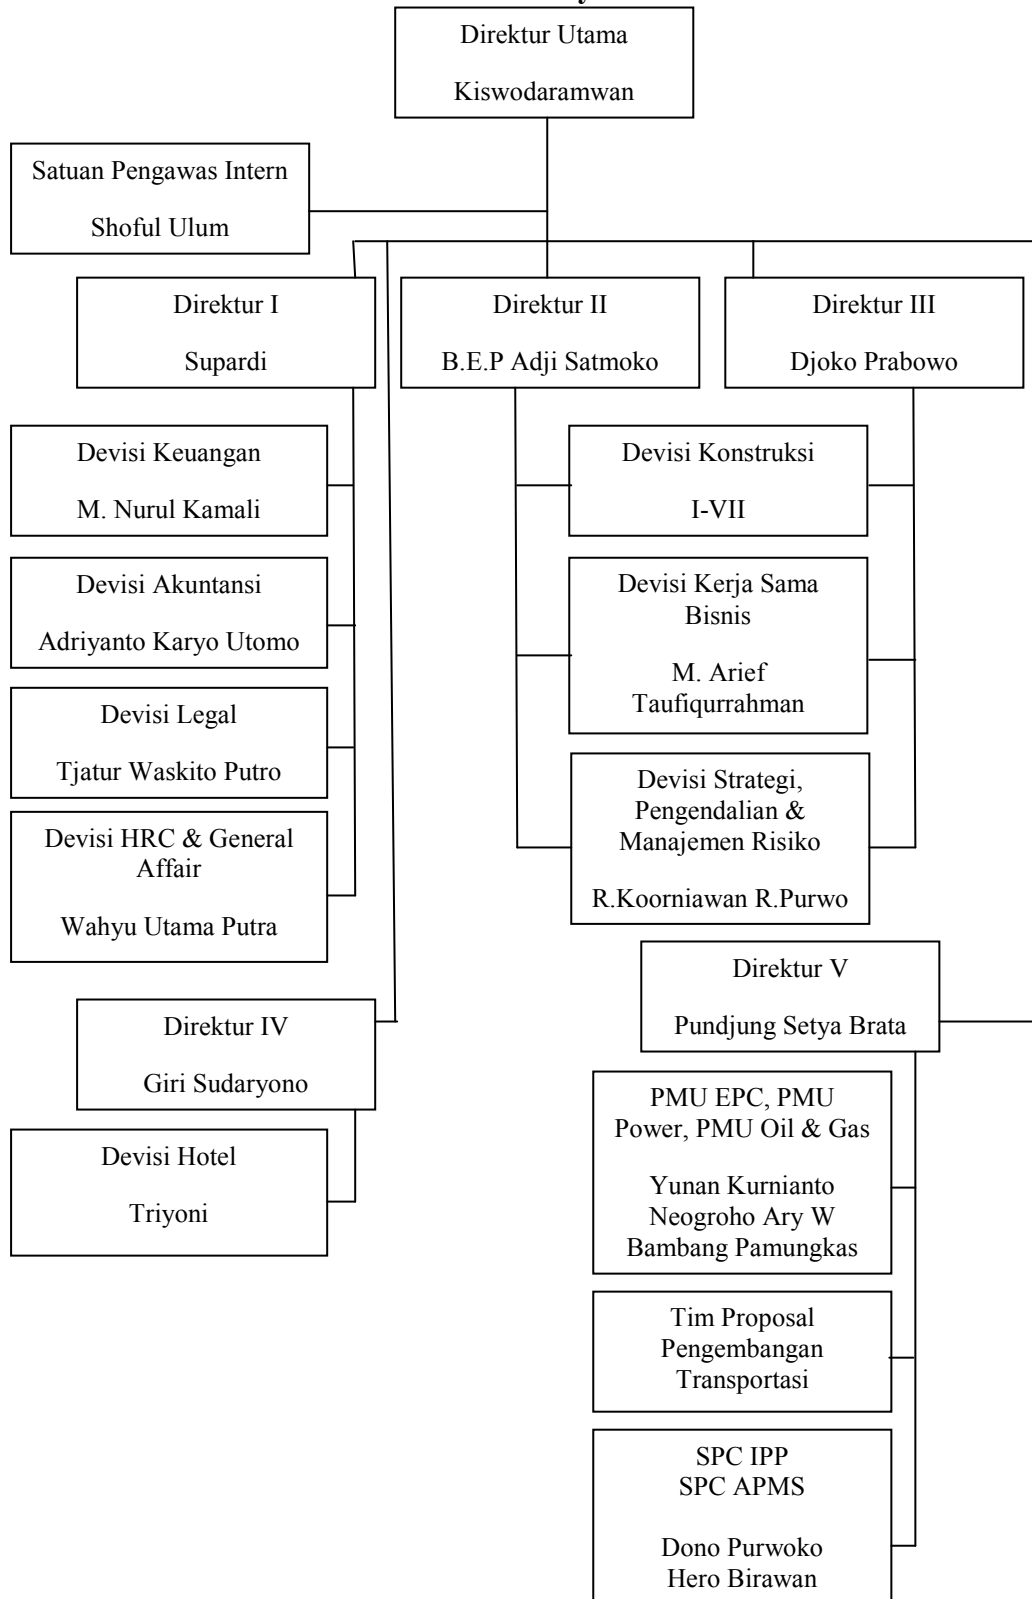 Direktur Utama
Kiswodaramwan
Satuan Pengawas Intern
Shoful Ulum
Direktur I
Supardi
Direktur II
B.E.P Adji Satmoko
Direktur III
Djoko Prabowo
Devisi Keuangan
M. Nurul Kamali
Devisi Akuntansi
Adriyanto Karyo Utomo
Devisi Legal
Tjatur Waskito Putro
Devisi HRC & General
Affair
Wahyu Utama Putra
Devisi Konstruksi
I-VII
Devisi Kerja Sama
Bisnis
M. Arief
Taufiqurrahman
Devisi Strategi,
Pengendalian &
Manajemen Risiko
R.Koorniawan R.Purwo
Direktur IV
Giri Sudaryono
Devisi Hotel
Triyoni
Direktur V
Pundjung Setya Brata
PMU EPC, PMU
Power, PMU Oil & Gas
Yunan Kurnianto
Neogroho Ary W
Bambang Pamungkas
Tim Proposal
Pengembangan
Transportasi
SPC IPP
SPC APMS
Dono Purwoko
Hero Birawan